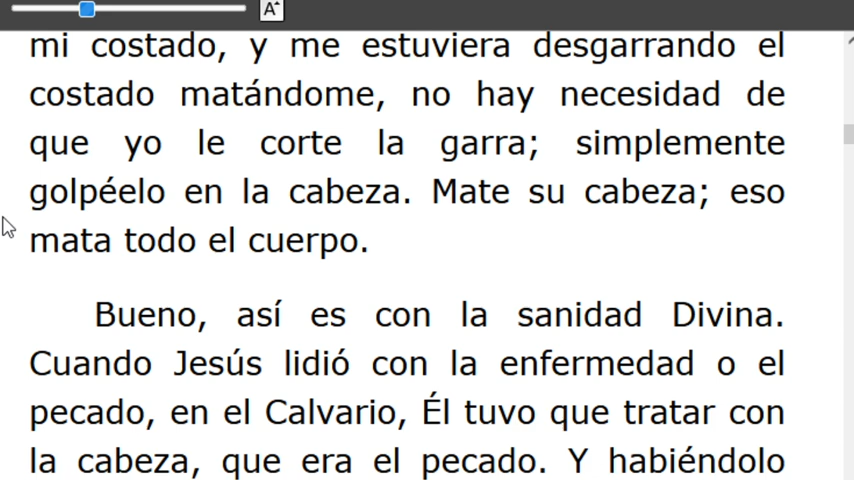 A
mi costado, y me estuviera desgarrando el
costado matándome, no hay necesidad de
que yo le corte la garra; simplemente
golpéelo en la cabeza. Mate su cabeza; eso
mata todo el cuerpo.
Bueno, así es con la sanidad Divina.
Cuando Jesús lidió con la enfermedad o el
pecado, en el Calvario, Él tuvo que tratar con
la cabeza, que era el pecado. Y habiéndolo